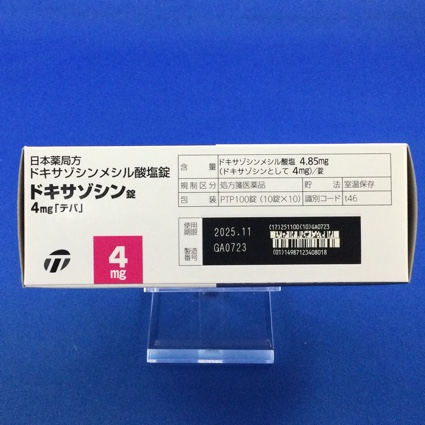 日本薬局方
ドキサゾシンメシル酸塩錠
ドキサゾシン錠
4mg「テバ」
4
mg
含量 ドキサゾシンメシル酸塩 4.85mg
(ドキサゾシンとして 4mg)/錠
規制区分 処方箋医薬品 貯法 室温保存
包装 PTP100錠 (10錠×10) 識別コード t46
使用
期限 2025.11
製造
番号 GA0723
(17)251100(10)GA0723
(01)14987123408018